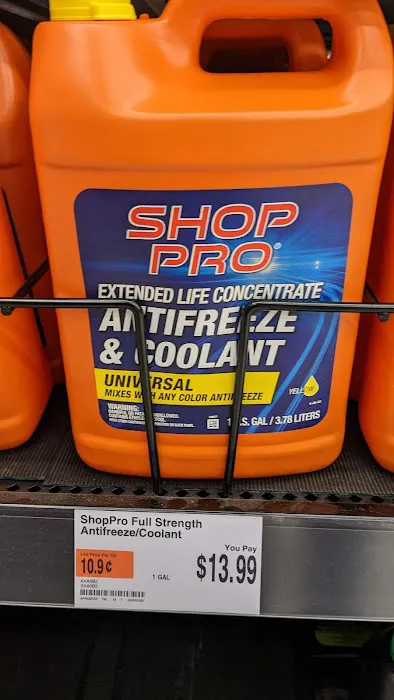 SHOP
PRO®
EXTENDED LIFE CONCENTRATE
ANTIFREEZE
& COOLANT
UNIVERSAL
MIXES WITH ANY COLOR ANTIFREEZE
YELLOW
WARNING:
GAL / 3.78 LITERS
ShopPro Full Strength
Antifreeze/Coolant
You Pay
10.9¢
1 GAL
$13.99